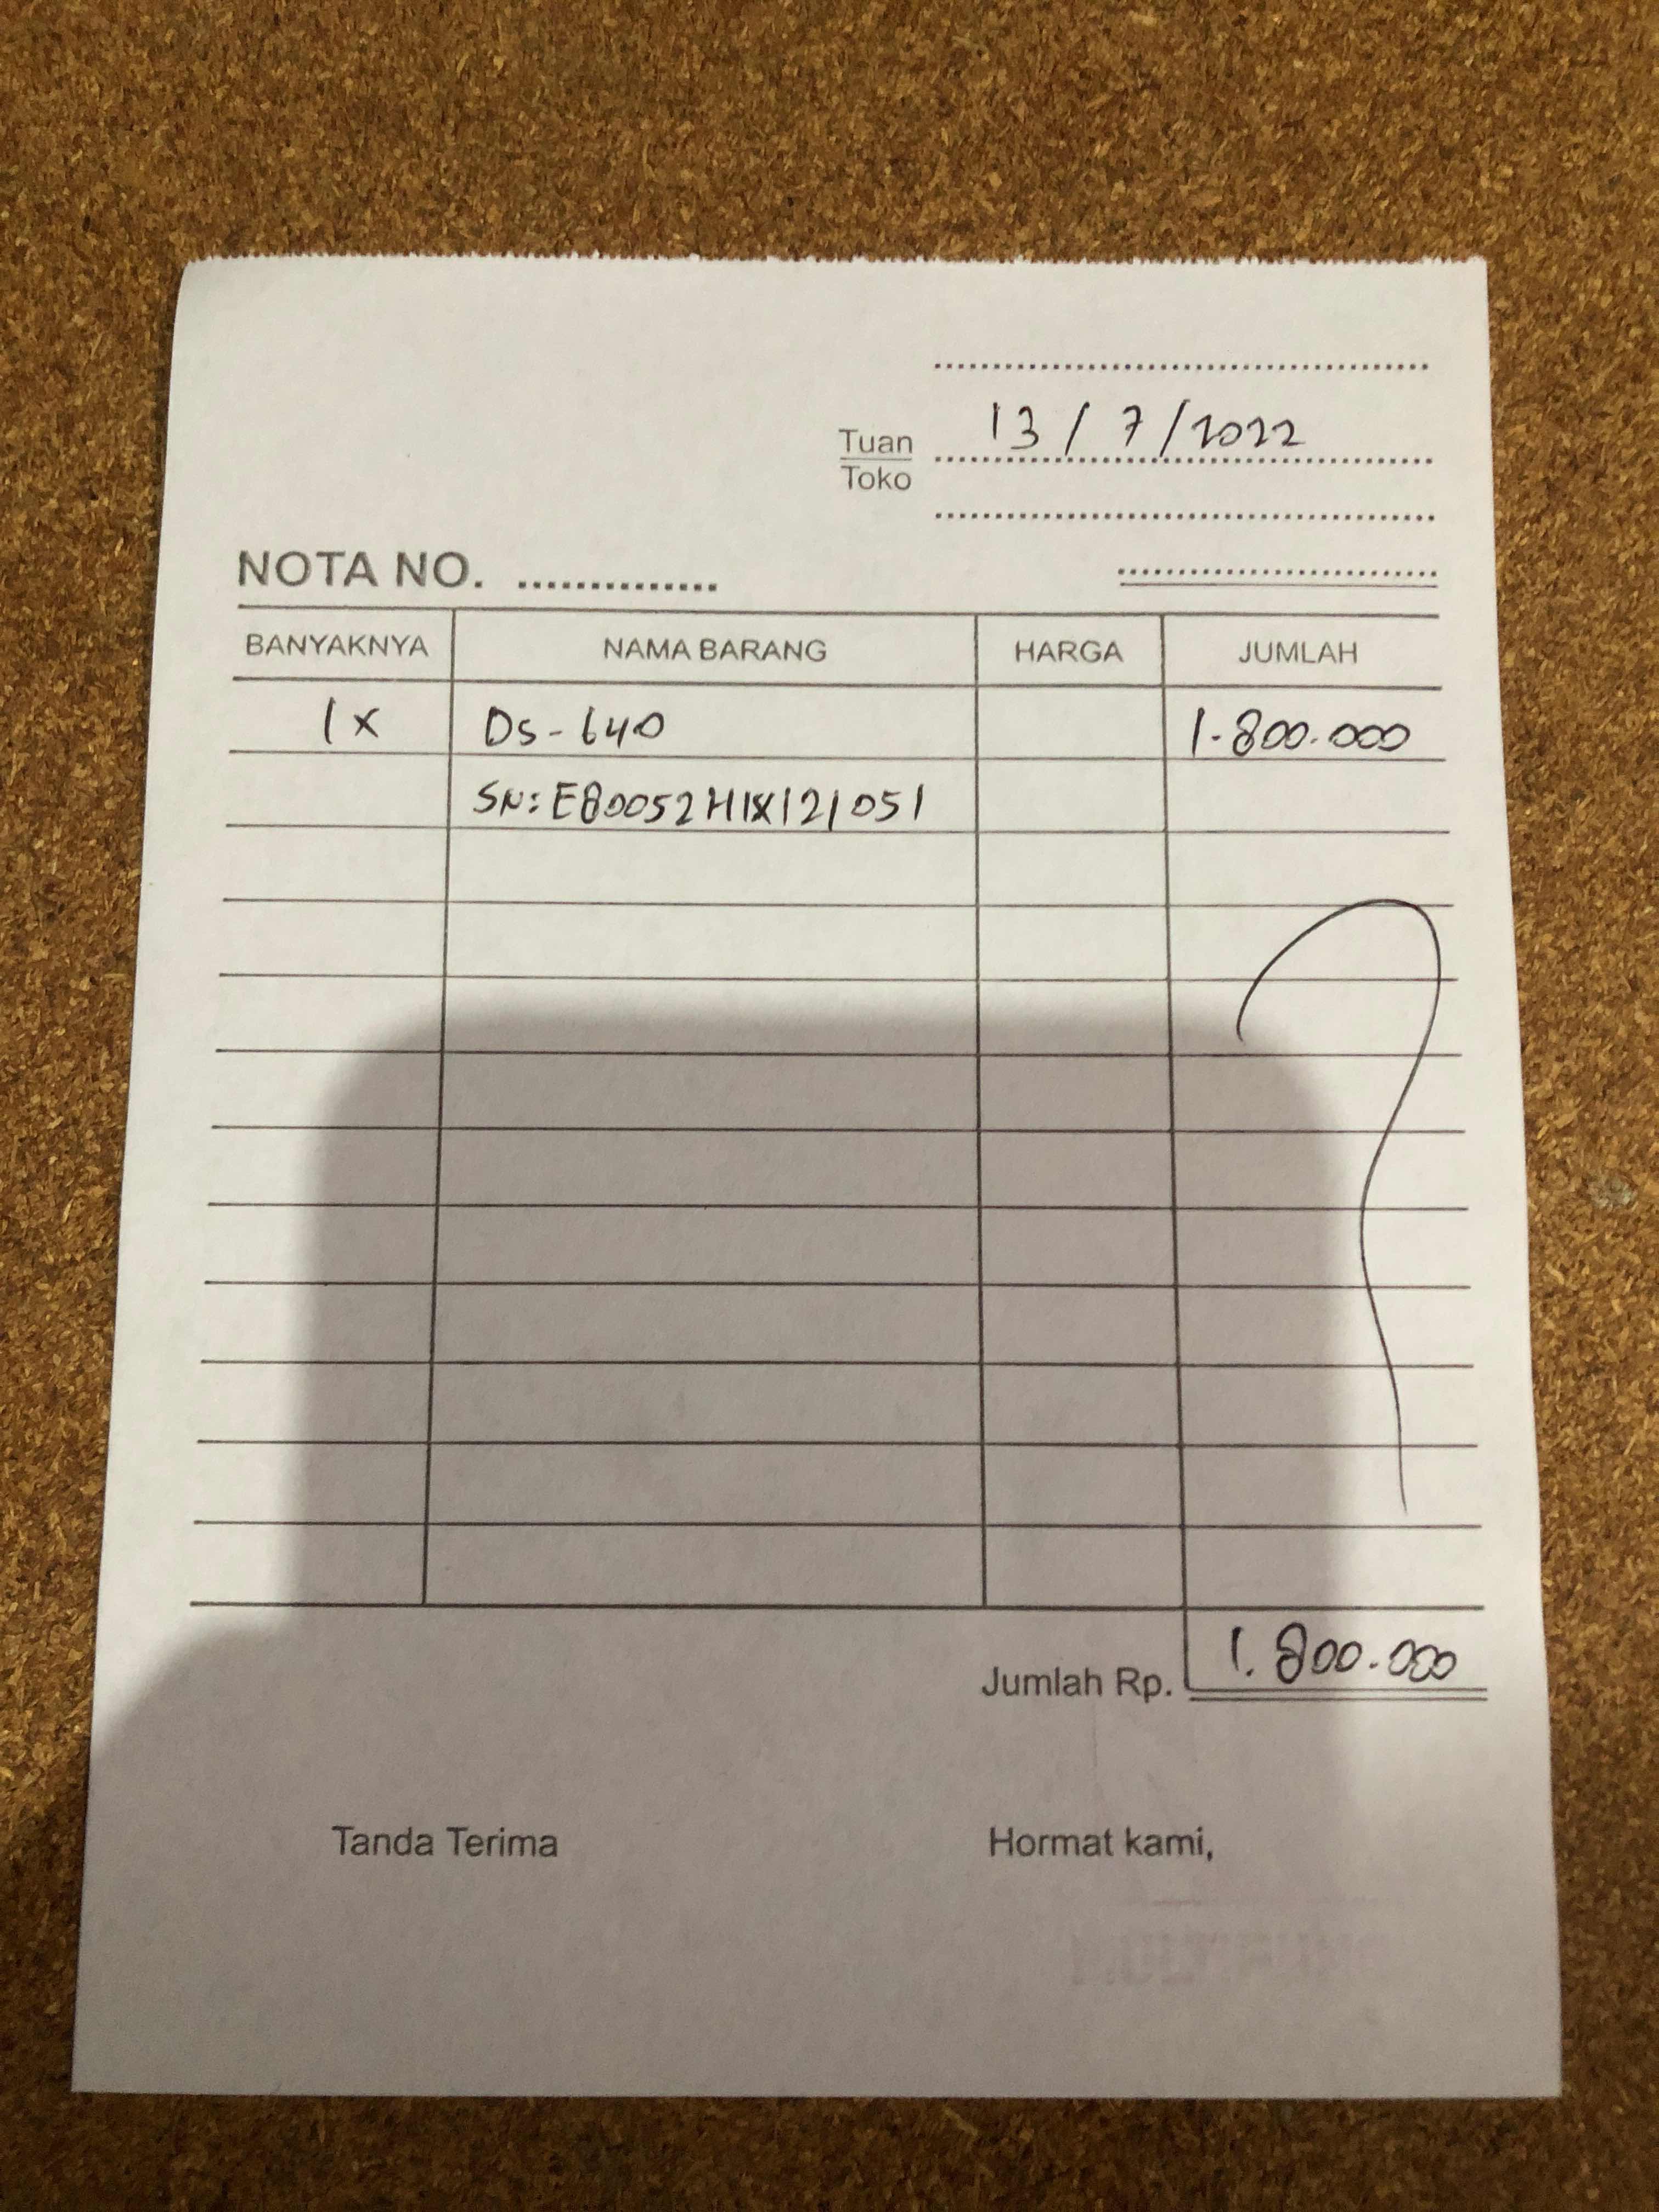 13 / 7 / 2022
Tuan
Toko
NOTA NO. ..............
BANYAKNYA NAMA BARANG HARGA JUMLAH
1x DS-640 1.800.000
SN: E80052H1X121051
Jumlah Rp. 1.800.000
Tanda Terima Hormat kami,